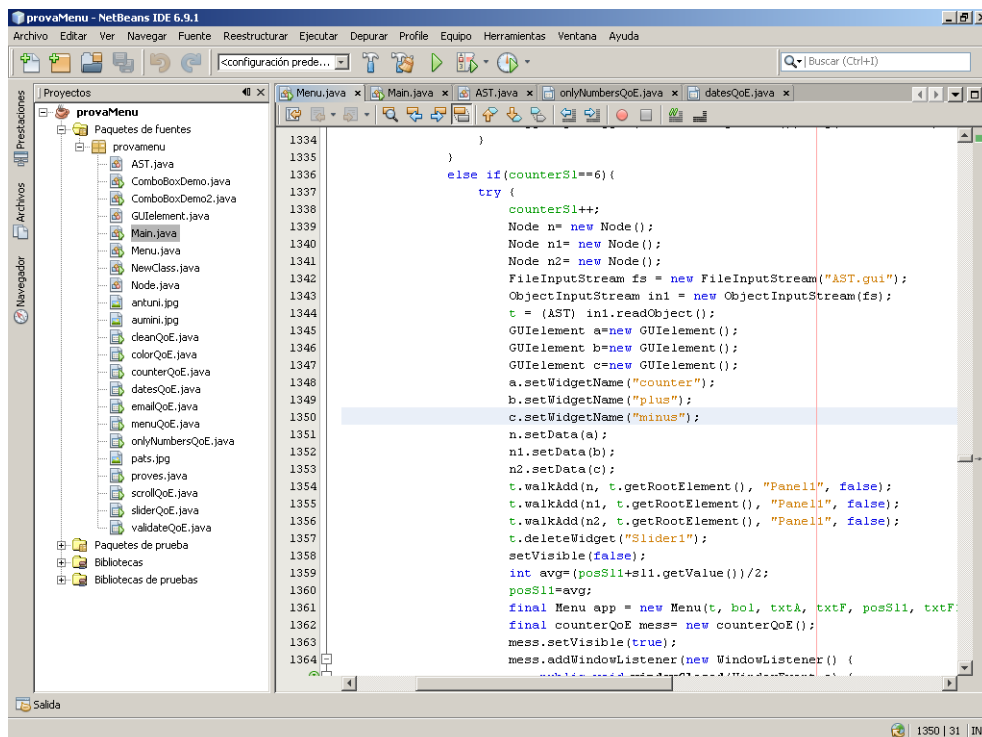 provaMenu - NetBeans IDE 6.9.1
Archivo Editar Ver Navegar Fuente Reestructurar Ejecutar Depurar Profile Equipo Herramientas Ventana Ayuda
<configuración prede... Buscar (Ctrl+I)
Prestaciones
Archivos
Navegador
Proyectos
provaMenu
Paquetes de fuentes
provamenu
AST.java
ComboBoxDemo.java
ComboBoxDemo2.java
GUIelement.java
Main.java
Menu.java
NewClass.java
Node.java
antuni.jpg
aumini.jpg
cleanQoE.java
colorQoE.java
counterQoE.java
datesQoE.java
emailQoE.java
menuQoE.java
onlyNumbersQoE.java
pats.jpg
proves.java
scrollQoE.java
sliderQoE.java
validateQoE.java
Paquetes de prueba
Bibliotecas
Bibliotecas de pruebas
Menu.java x Main.java x AST.java x onlyNumbersQoE.java x datesQoE.java x
1334 }
1335 }
1336 else if(counterSl==6){
1337 try {
1338 counterSl++;
1339 Node n= new Node();
1340 Node n1= new Node();
1341 Node n2= new Node();
1342 FileInputStream fs = new FileInputStream("AST.gui");
1343 ObjectInputStream in1 = new ObjectInputStream(fs);
1344 t = (AST) in1.readObject();
1345 GUIelement a=new GUIelement();
1346 GUIelement b=new GUIelement();
1347 GUIelement c=new GUIelement();
1348 a.setWidgetName("counter");
1349 b.setWidgetName("plus");
1350 c.setWidgetName("minus");
1351 n.setData(a);
1352 n1.setData(b);
1353 n2.setData(c);
1354 t.walkAdd(n, t.getRootElement(), "Panel1", false);
1355 t.walkAdd(n1, t.getRootElement(), "Panel1", false);
1356 t.walkAdd(n2, t.getRootElement(), "Panel1", false);
1357 t.deleteWidget("Slider1");
1358 setVisible(false);
1359 int avg=(posSl1+sl1.getValue())/2;
1360 posSl1=avg;
1361 final Menu app = new Menu(t, bol, txtA, txtF, posSl1, txtF
1362 final counterQoE mess= new counterQoE();
1363 mess.setVisible(true);
1364 mess.addWindowListener(new WindowListener() {
Salida
1350 | 31 | IN